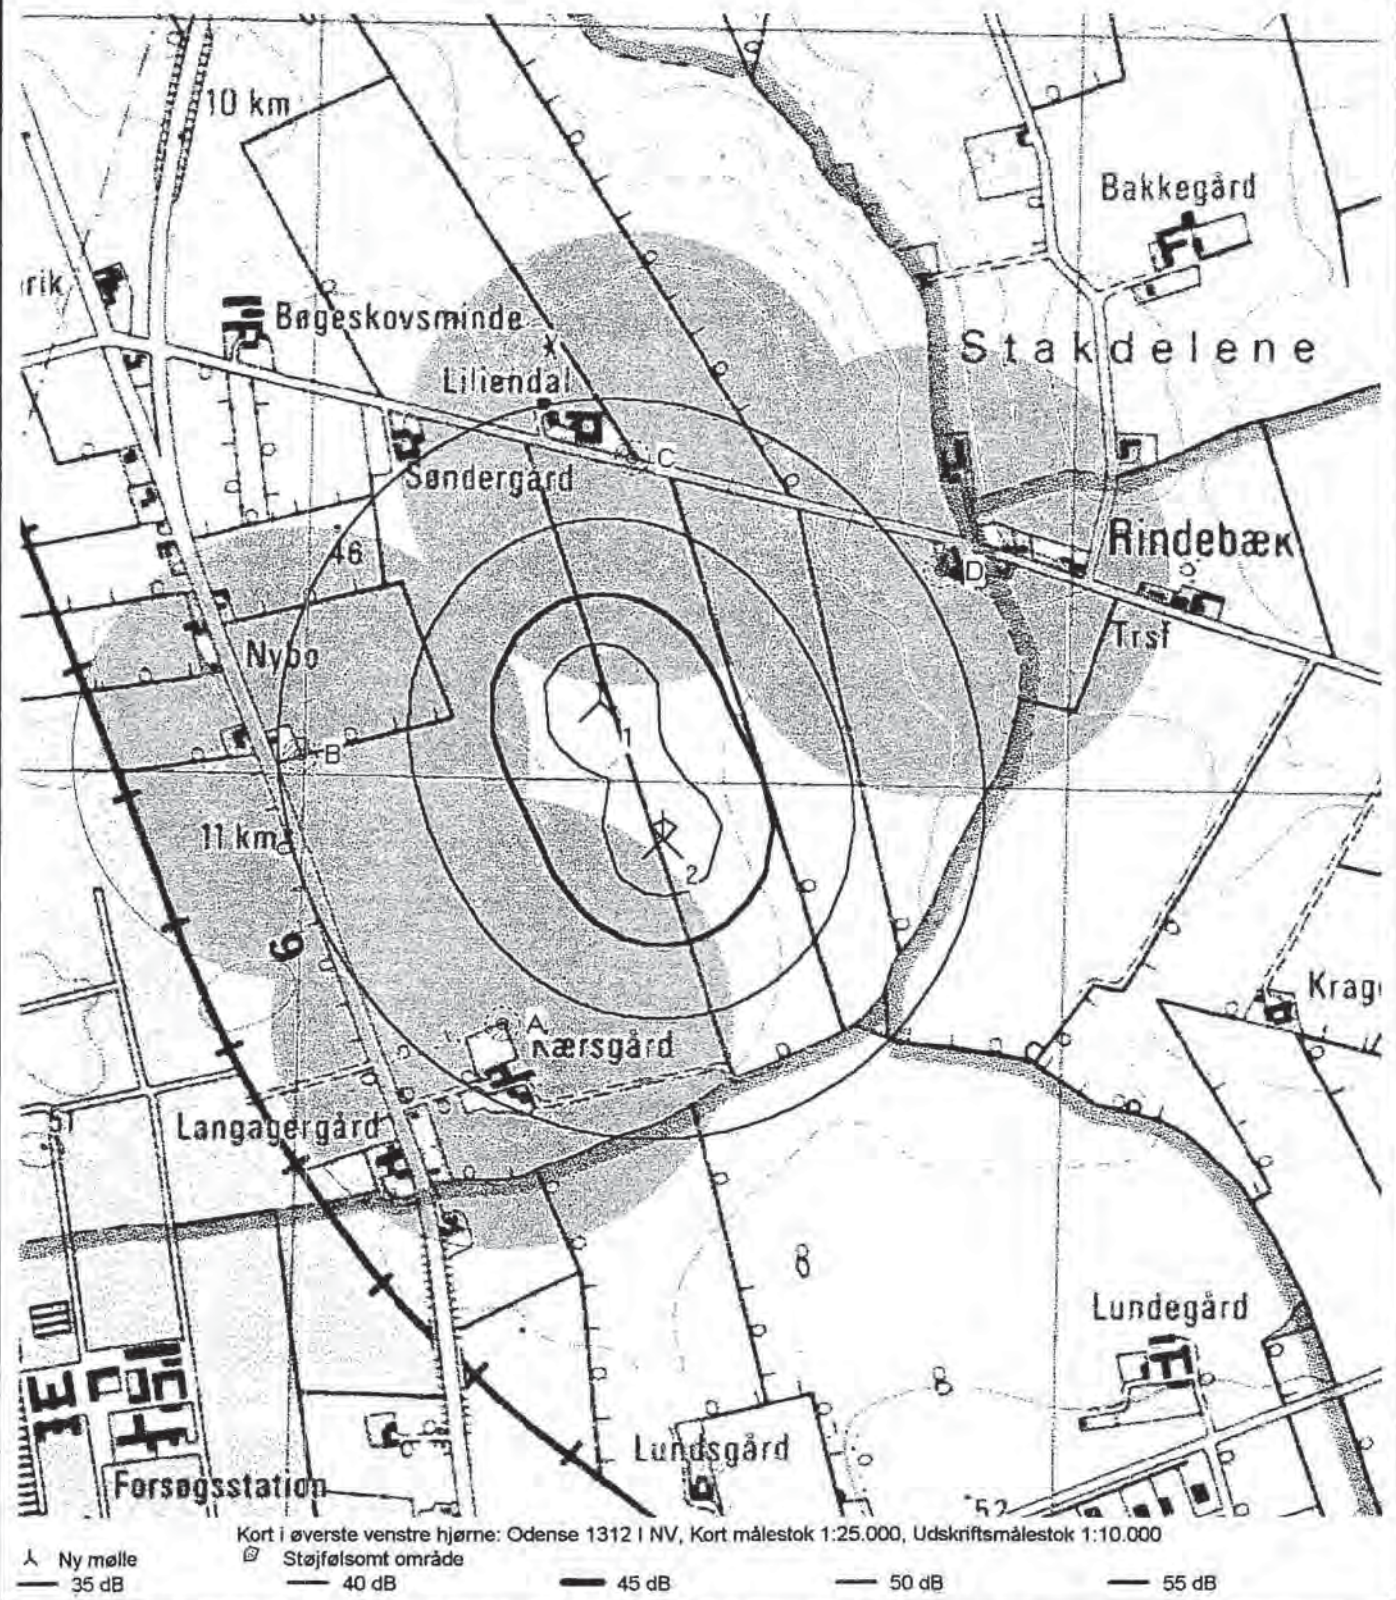 10 km
Bakkegård
rik
Bøgeskovsminde
Stakdelene
Liliendal
C
Søndergård
46
Rindebæk
D
Trsf
Nybo
1
B
11 km
2
9
Krag
A
Kærsgård
Langagergård
51
Lundegård
Lundsgård
Forsøgsstation
52
Kort i øverste venstre hjørne: Odense 1312 I NV, Kort målestok 1:25.000, Udskriftsmålestok 1:10.000
Ny mølle
Støjfølsomt område
35 dB 40 dB 45 dB 50 dB 55 dB